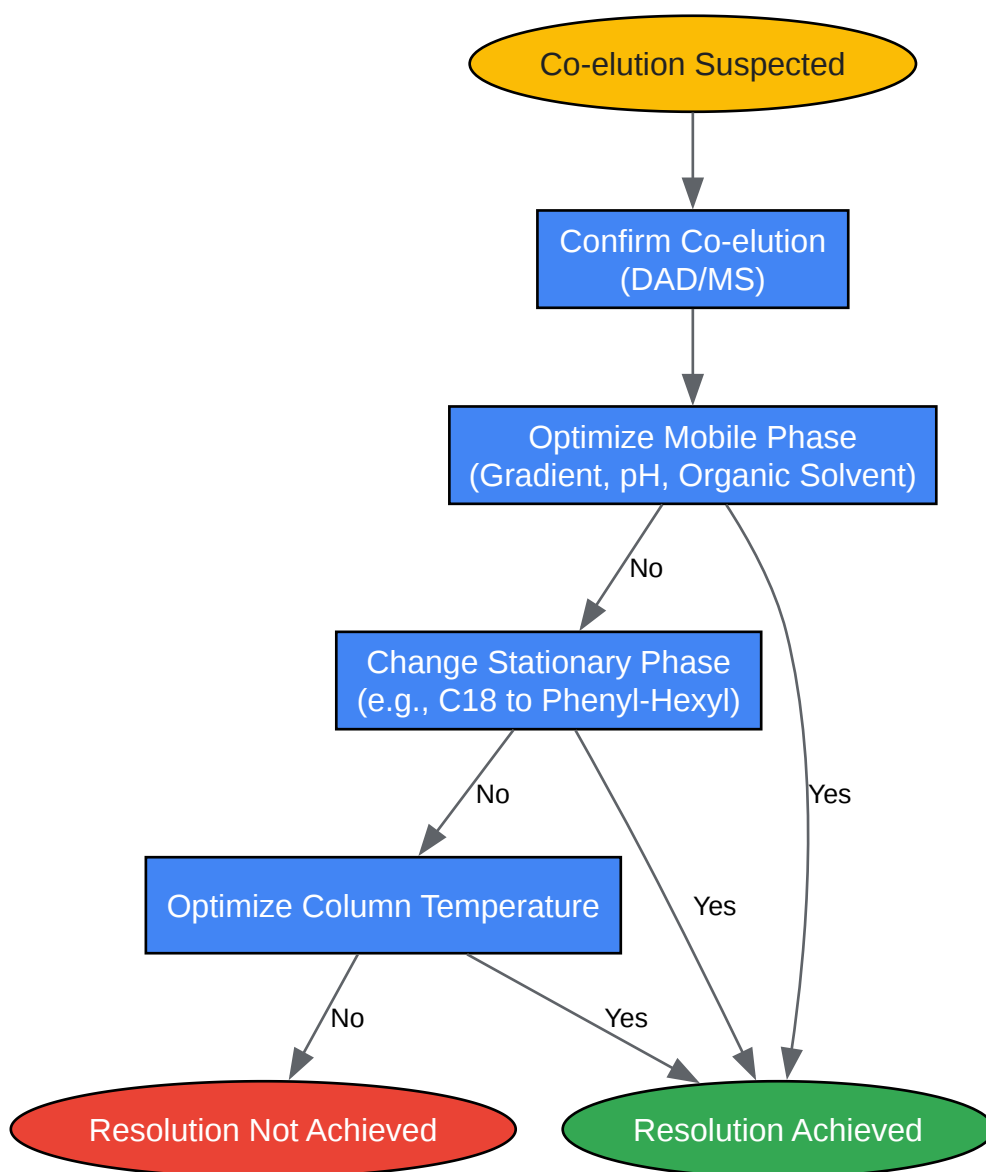 Co-elution Suspected
Confirm Co-elution
(DAD/MS)
Optimize Mobile Phase
(Gradient, pH, Organic Solvent)
No
Change Stationary Phase
(e.g., C18 to Phenyl-Hexyl)
No
Yes
Optimize Column Temperature
Yes
No
Yes
Resolution Not Achieved
Resolution Achieved